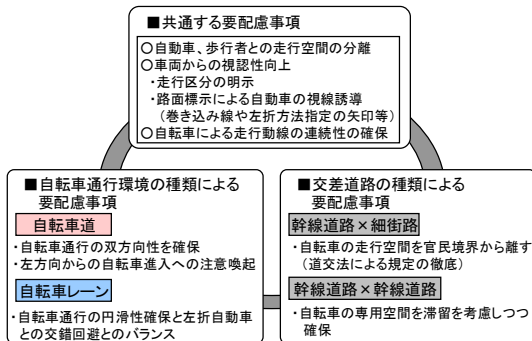 ■共通する要配慮事項
○自動車、歩行者との走行空間の分離
○車両からの視認性向上
・走行区分の明示
・路面標示による自動車の視線誘導
（巻き込み線や左折方法指定の矢印等）
○自転車による走行動線の連続性の確保
■自転車通行環境の種類による
要配慮事項
自転車道
・自転車通行の双方向性を確保
・左方向からの自転車進入への注意喚起
自転車レーン
・自転車通行の円滑性確保と左折自動車
との交錯回避とのバランス
■交差道路の種類による
要配慮事項
幹線道路×細街路
・自転車の走行空間を官民境界から離す
（道交法による規定の徹底）
幹線道路×幹線道路
・自転車の専用空間を滞留を考慮しつつ
確保